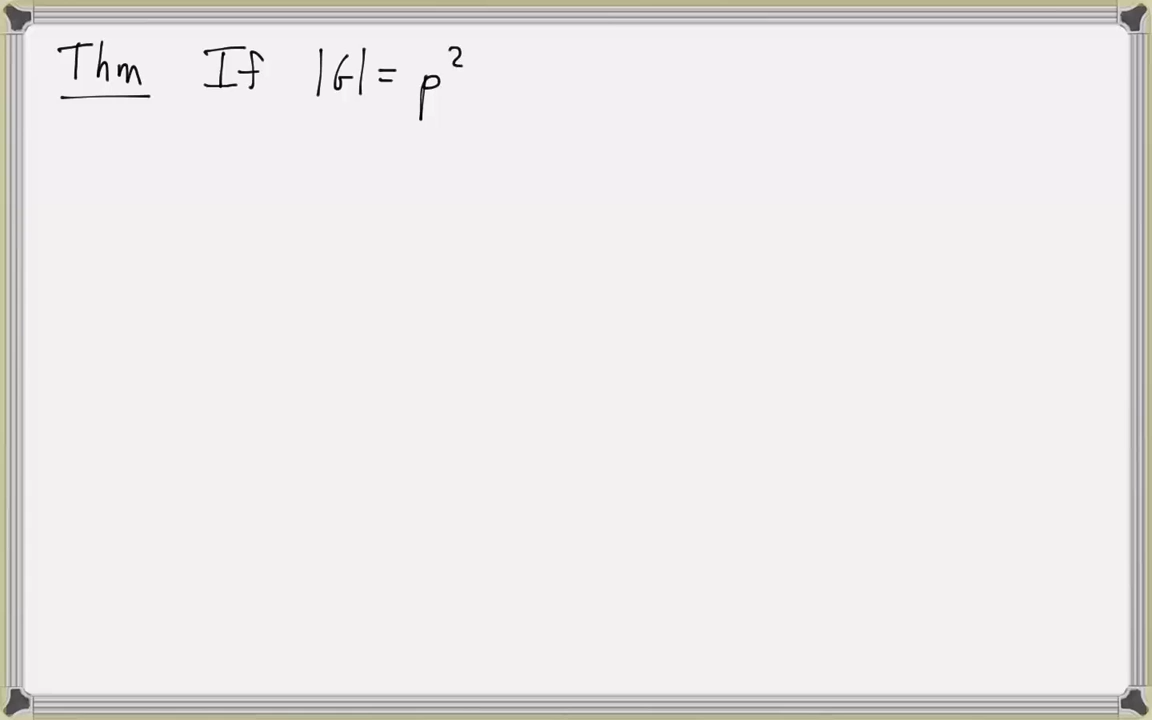 Thm If |G| = p²